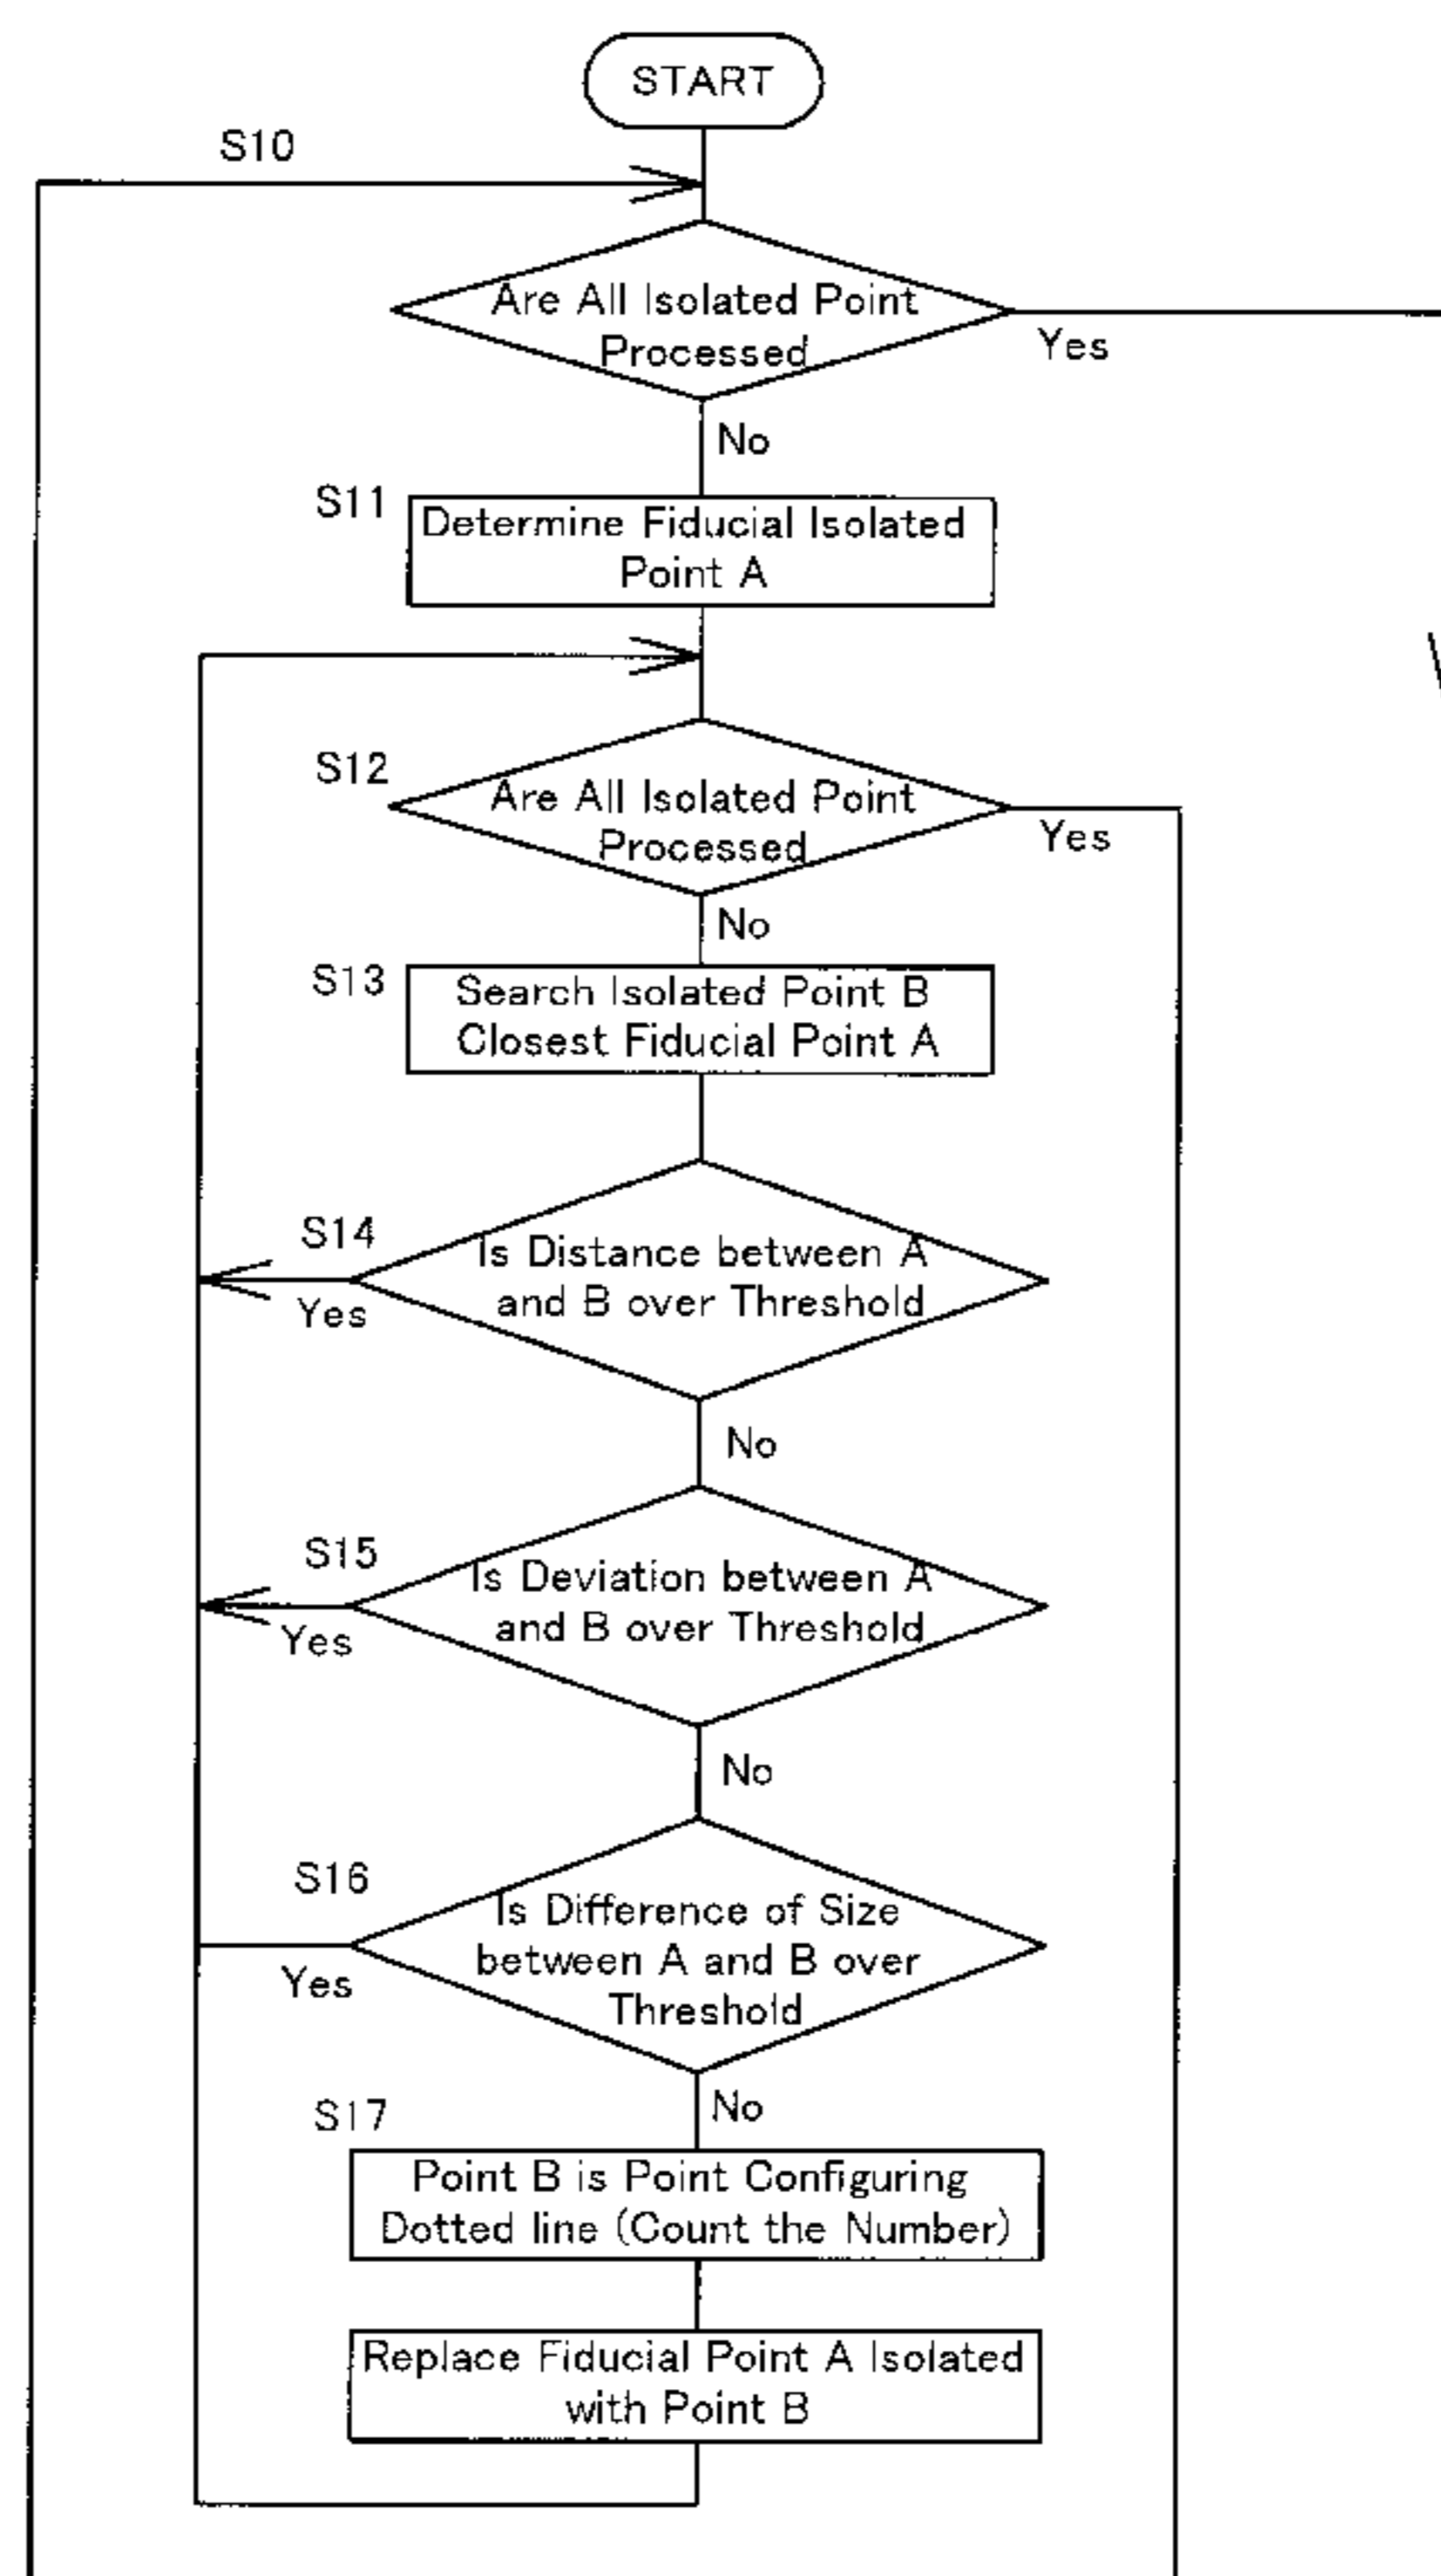 START
S10
Are All Isolated Point
Processed
Yes
No
S11
Determine Fiducial Isolated
Point A
S12
Are All Isolated Point
Processed
Yes
No
S13
Search Isolated Point B
Closest Fiducial Point A
S14
Is Distance between A
and B over Threshold
Yes
No
S15
Is Deviation between A
and B over Threshold
Yes
No
S16
Is Difference of Size
between A and B over
Threshold
Yes
No
S17
Point B is Point Configuring
Dotted line (Count the Number)
Replace Fiducial Point A Isolated
with Point B